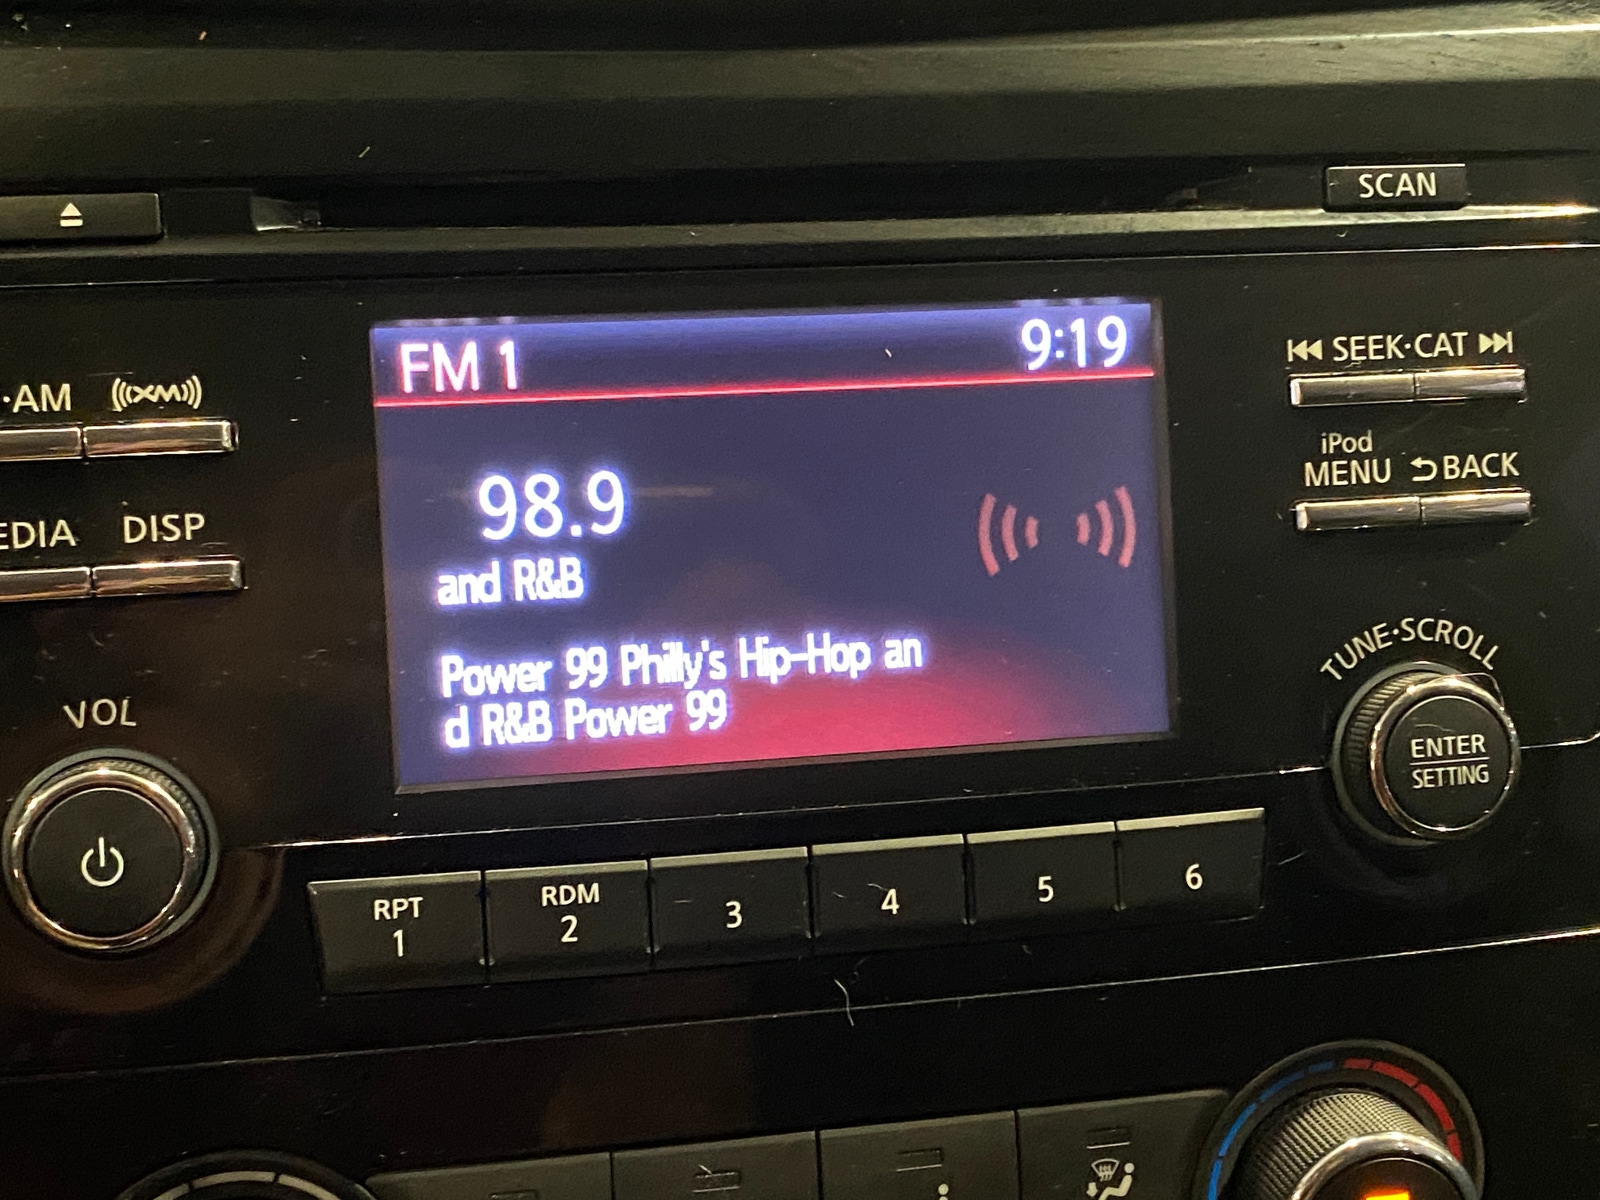 SCAN
FM 1 9:19
·AM XM
SEEK·CAT
98.9
iPod
MENU BACK
DISP
and R&B
Power 99 Philly's Hip-Hop an
d R&B Power 99
TUNE·SCROLL
VOL
ENTER
SETTING
RPT
1
RDM
2
3
4
5
6